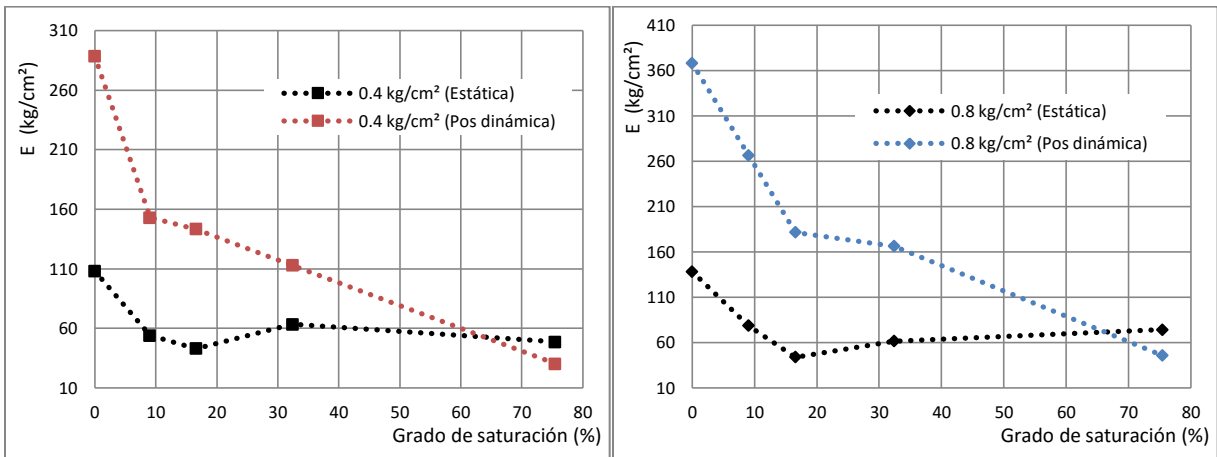 310
260
210
160
110
60
10
E (kg/cm²)
0.4 kg/cm² (Estática)
0.4 kg/cm² (Pos dinámica)
0 10 20 30 40 50 60 70 80
Grado de saturación (%)
410
360
310
260
210
160
110
60
10
E (kg/cm²)
0.8 kg/cm² (Estática)
0.8 kg/cm² (Pos dinámica)
0 10 20 30 40 50 60 70 80
Grado de saturación (%)